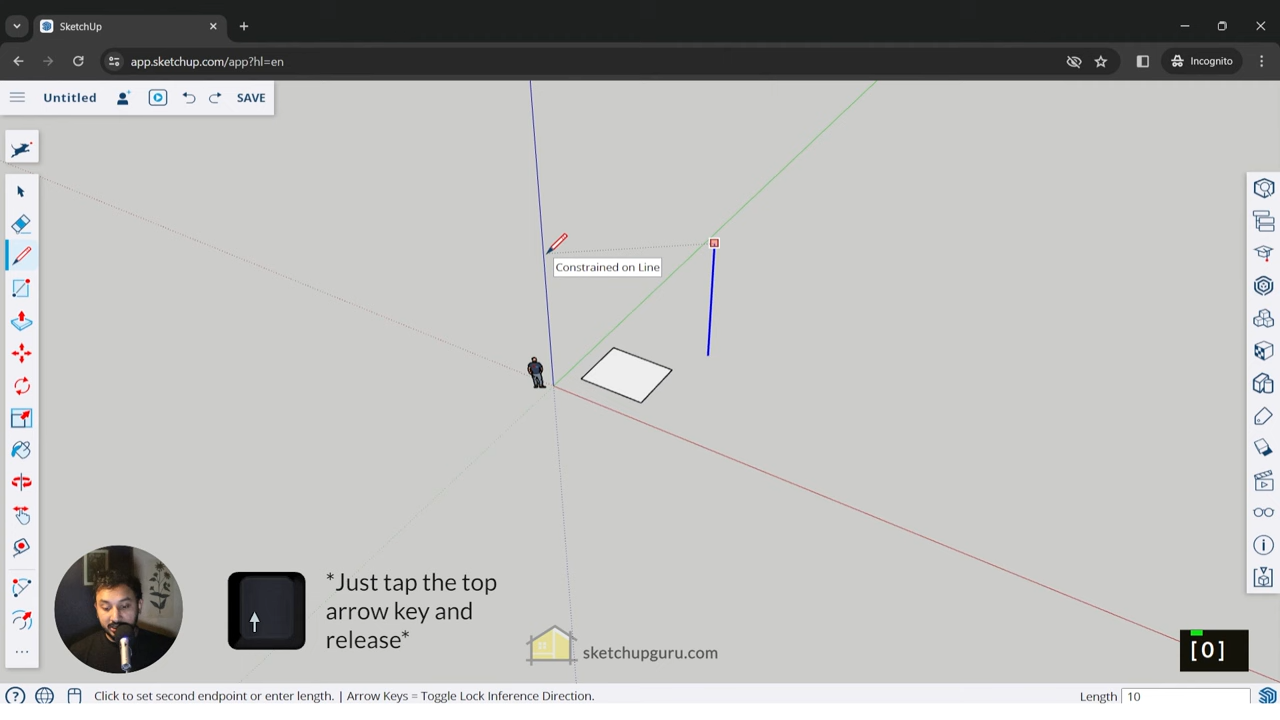 SketchUp
app.sketchup.com/app?hl=en
Incognito
Untitled
SAVE
Constrained on Line
*Just tap the top
arrow key and
release*
sketchupguru.com
[0]
Click to set second endpoint or enter length. | Arrow Keys = Toggle Lock Inference Direction.
Length 10